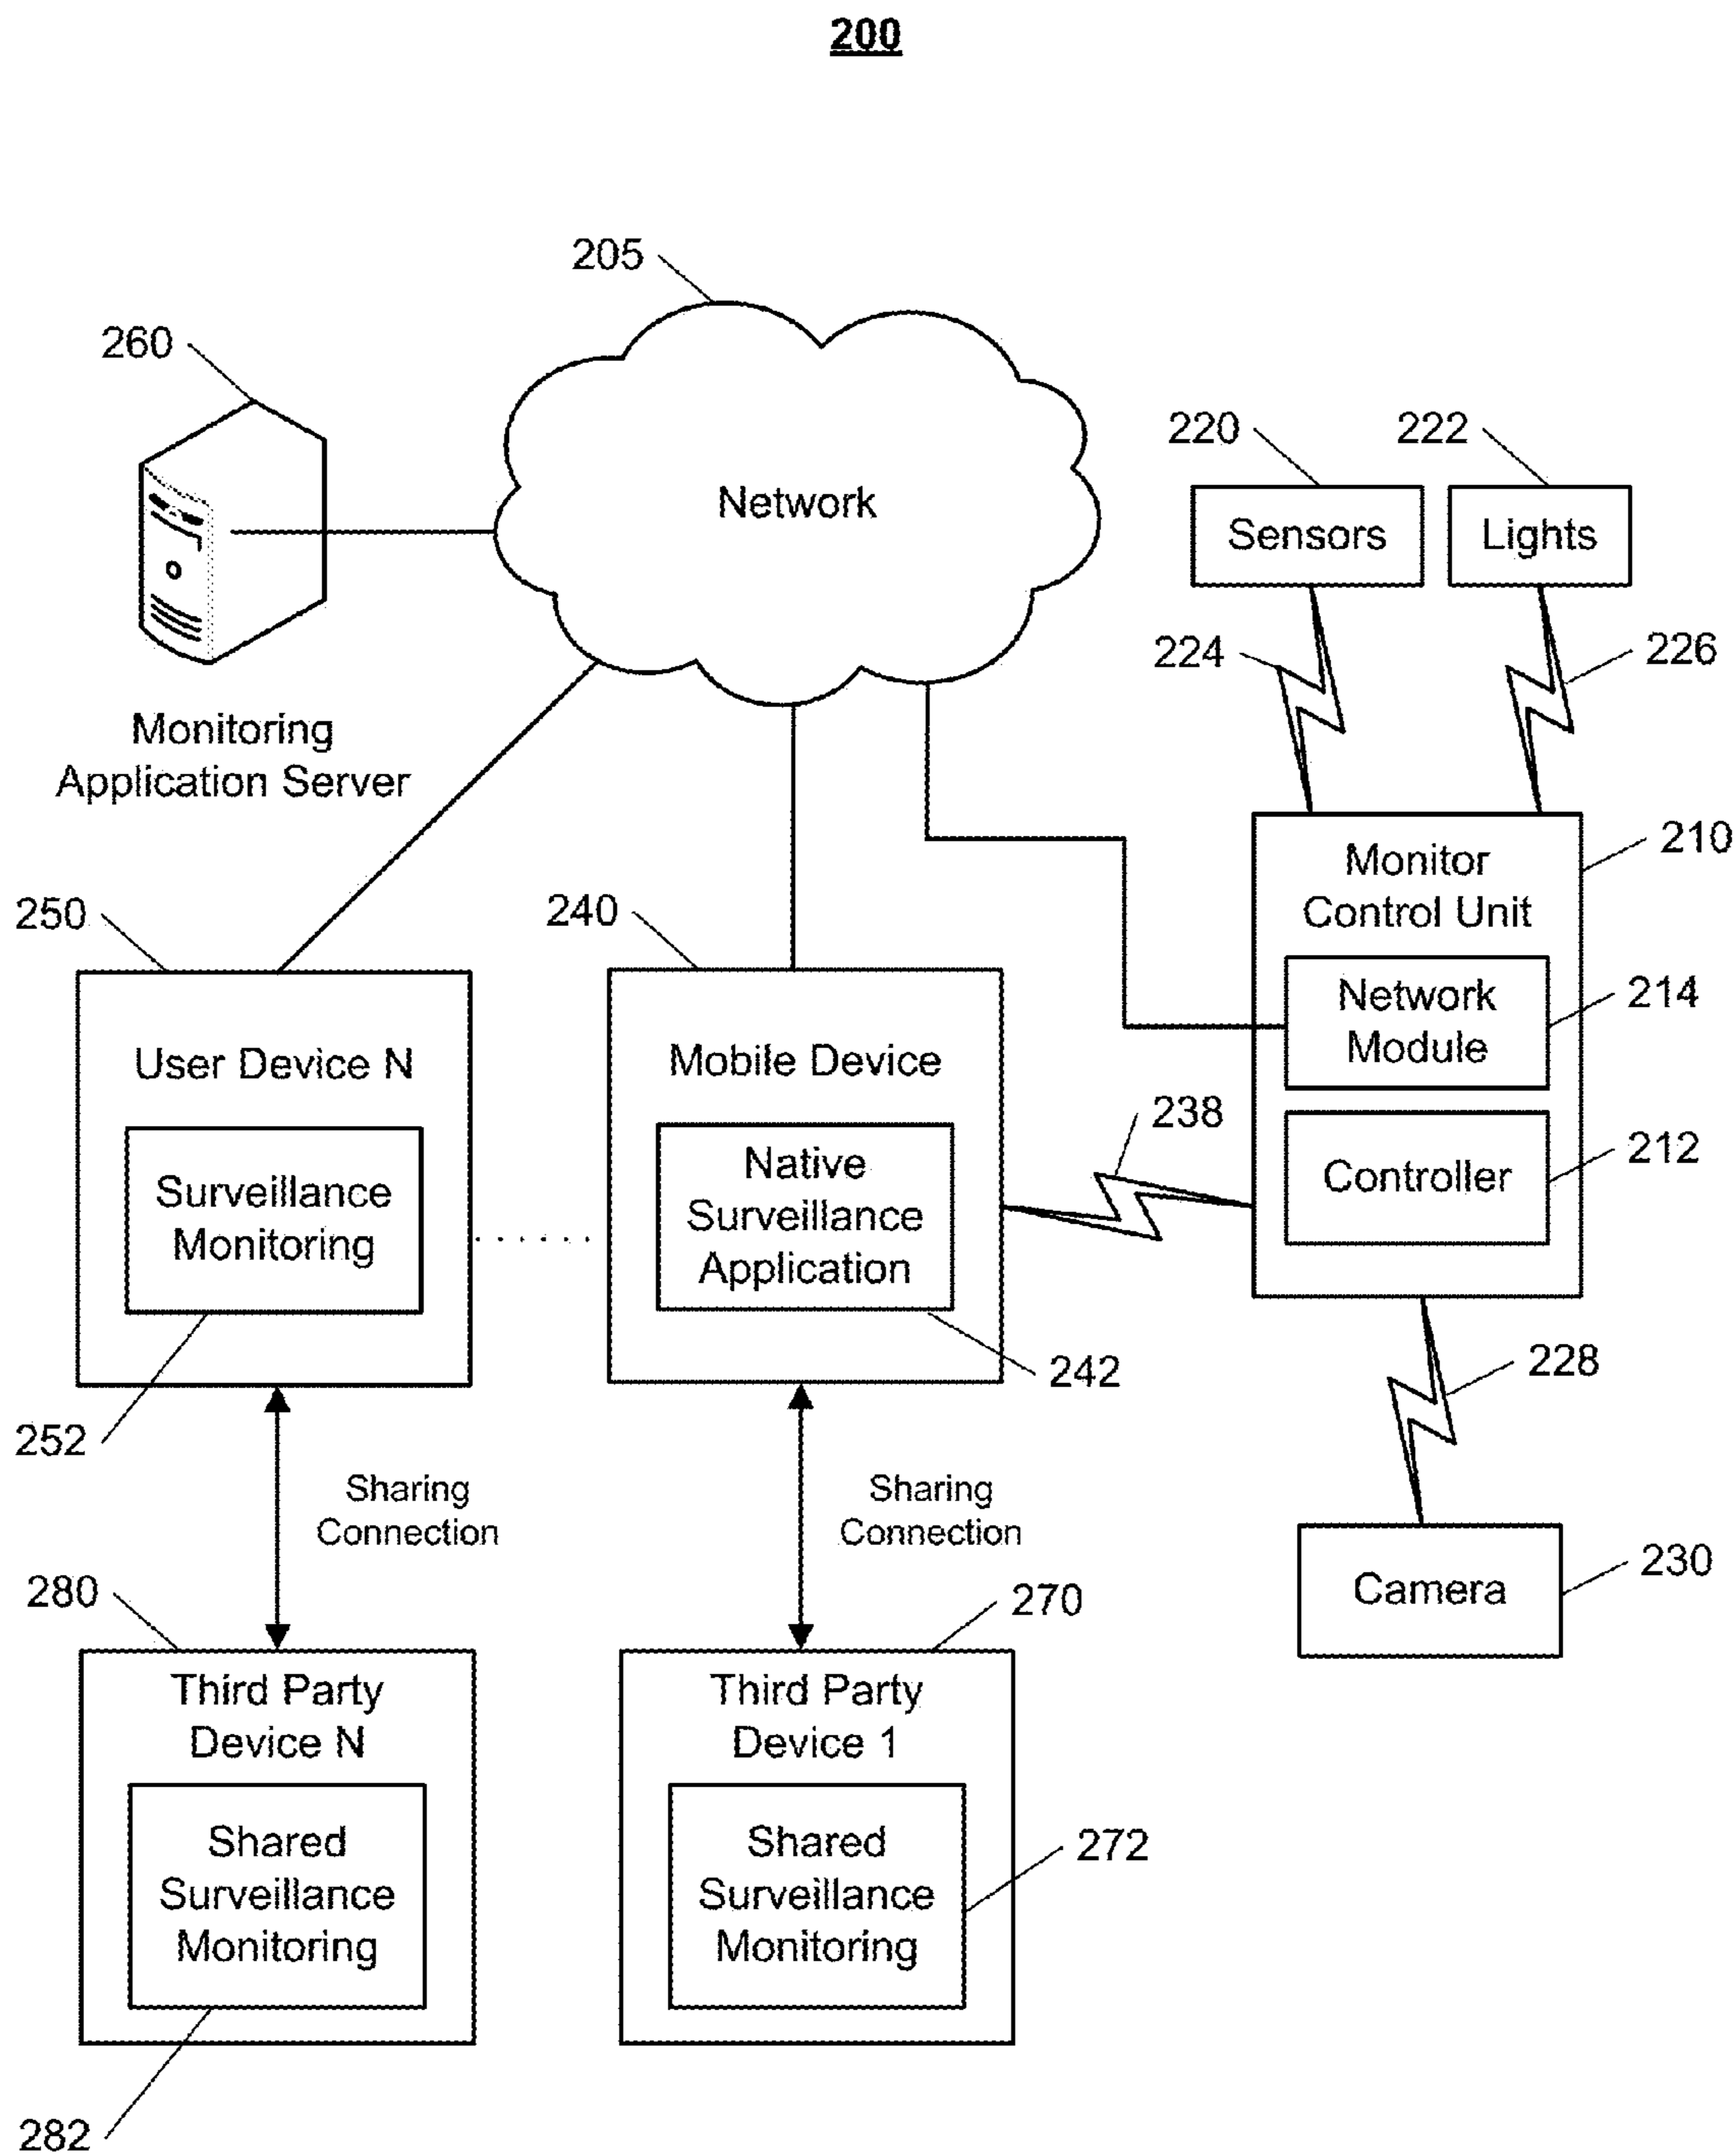 200
205
260
Network
220
222
Sensors
Lights
224
226
Monitoring
Application Server
210
Monitor
Control Unit
250
240
214
Network
Module
User Device N
Mobile Device
238
212
Controller
Surveillance
Monitoring
Native
Surveillance
Application
242
228
252
Sharing
Connection
Sharing
Connection
230
Camera
280
270
Third Party
Device N
Third Party
Device 1
Shared
Surveillance
Monitoring
Shared
Surveillance
Monitoring
272
282